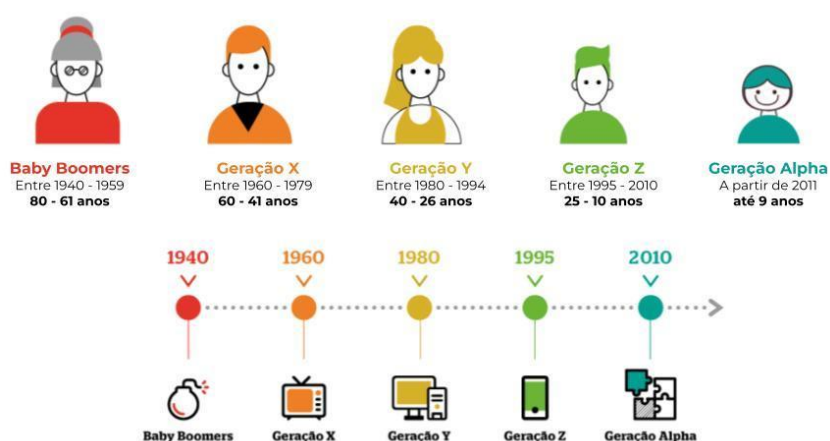 Baby Boomers
Entre 1940 - 1959
80 - 61 anos
Geração X
Entre 1960 - 1979
60 - 41 anos
Geração Y
Entre 1980 - 1994
40 - 26 anos
Geração Z
Entre 1995 - 2010
25 - 10 anos
Geração Alpha
A partir de 2011
até 9 anos
1940
1960
1980
1995
2010
Baby Boomers
Geração X
Geração Y
Geração Z
Geração Alpha